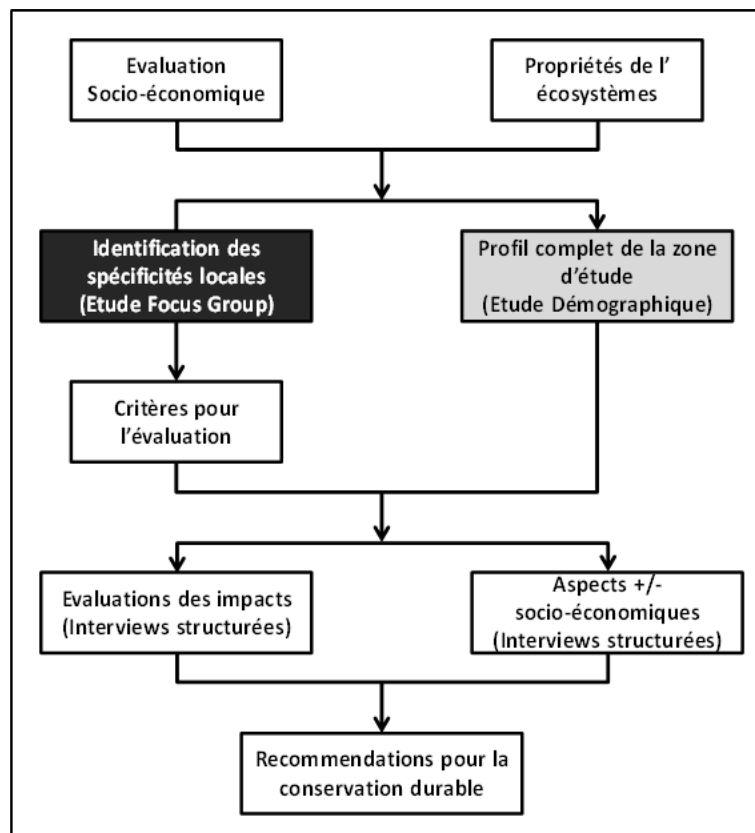 Evaluation
Socio-économique
Propriétés de l'
écosystèmes
Identification des
spécificités locales
(Etude Focus Group)
Profil complet de la zone
d'étude
(Etude Démographique)
Critères pour
l'évaluation
Evaluations des impacts
(Interviews structurées)
Aspects +/-
socio-économiques
(Interviews structurées)
Recommendations pour la
conservation durable